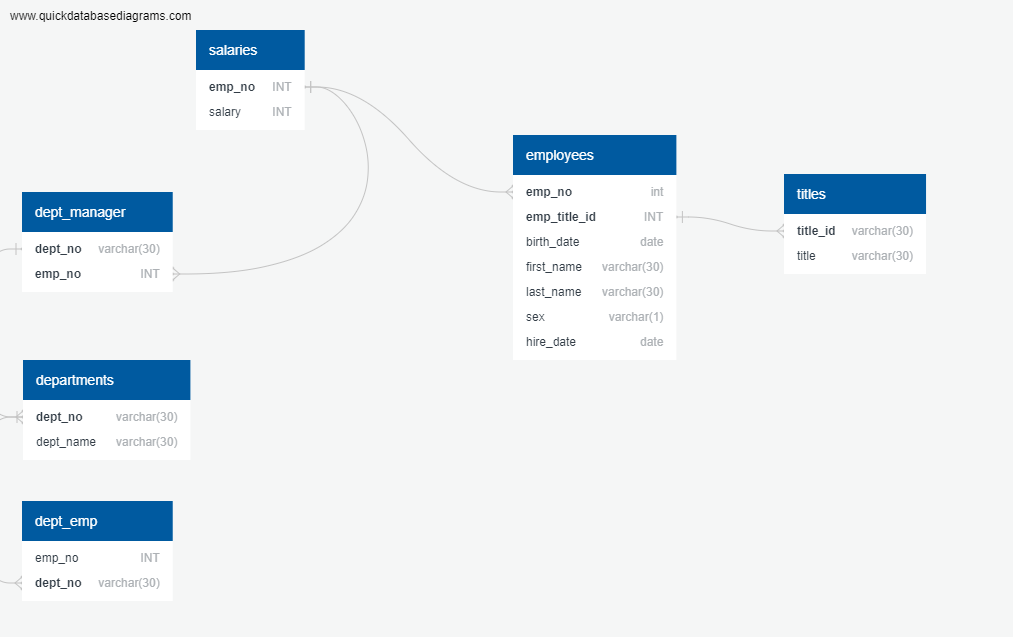 www.quickdatabasediagrams.com
salaries
emp_no INT
salary INT
employees
emp_no int
emp_title_id INT
birth_date date
first_name varchar(30)
last_name varchar(30)
sex varchar(1)
hire_date date
titles
title_id varchar(30)
title varchar(30)
dept_manager
dept_no varchar(30)
emp_no INT
departments
dept_no varchar(30)
dept_name varchar(30)
dept_emp
emp_no INT
dept_no varchar(30)